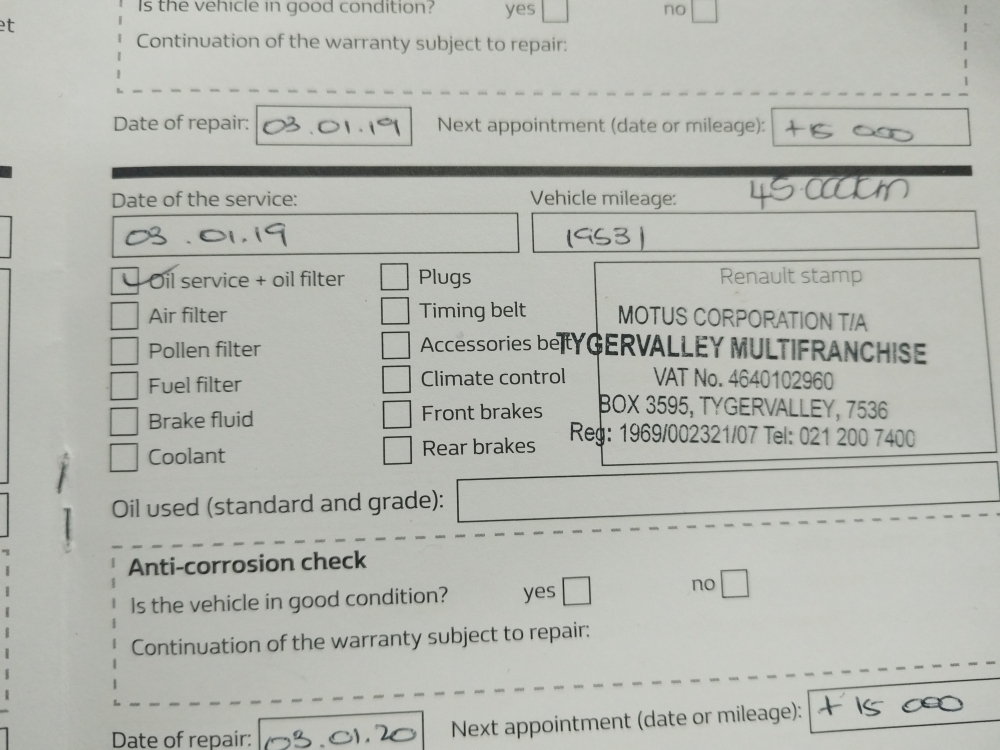 et
Is the vehicle in good condition? yes no
Continuation of the warranty subject to repair:
Date of repair: 03.01.19 Next appointment (date or mileage): +15 000
Date of the service: Vehicle mileage: 45 000km
03.01.19 19531
Oil service + oil filter Plugs Renault stamp
Air filter Timing belt MOTUS CORPORATION T/A
Pollen filter Accessories belt TYGERVALLEY MULTIFRANCHISE
Fuel filter Climate control VAT No. 4640102960
Brake fluid Front brakes BOX 3595, TYGERVALLEY, 7536
Coolant Rear brakes Reg: 1969/002321/07 Tel: 021 200 7400
Oil used (standard and grade):
Anti-corrosion check
Is the vehicle in good condition? yes no
Continuation of the warranty subject to repair:
Date of repair: 03.01.20 Next appointment (date or mileage): + 15 000